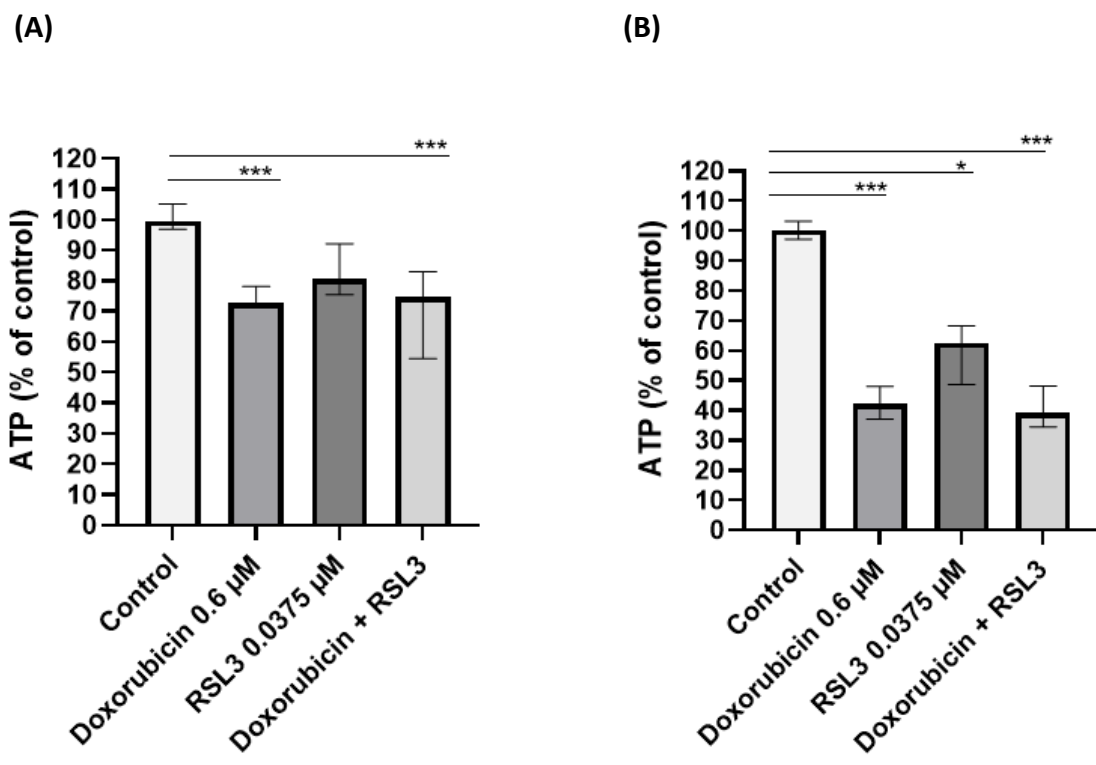 (A)
***
***
120
110
100
90
80
70
60
50
40
30
20
10
0
ATP (% of control)
Control
Doxorubicin 0.6 µM
RSL3 0.0375 µM
Doxorubicin + RSL3
(B)
***
*
***
120
110
100
90
80
70
60
50
40
30
20
10
0
ATP (% of control)
Control
Doxorubicin 0.6 µM
RSL3 0.0375 µM
Doxorubicin + RSL3